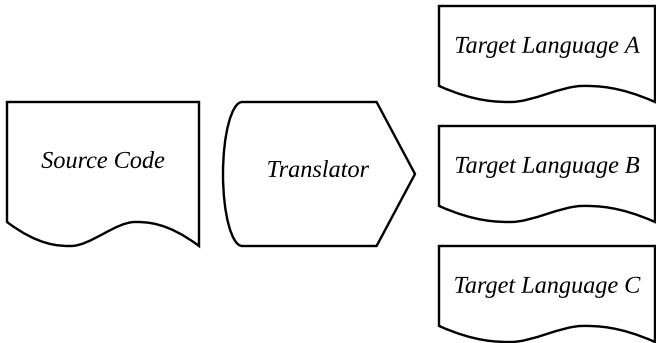 Source Code
Translator
Target Language A
Target Language B
Target Language C